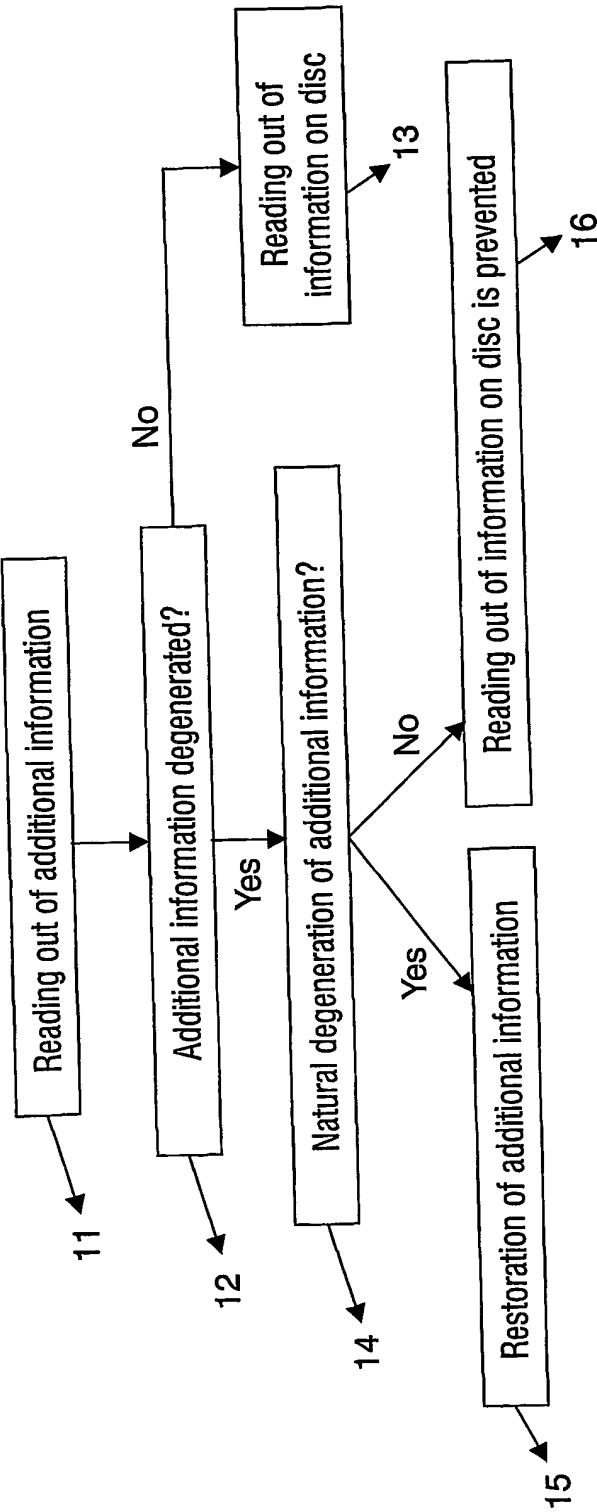 Reading out of additional information
11
Additional information degenerated?
12
No
Reading out of
information on disc
13
Yes
Natural degeneration of additional information?
14
Yes
No
Restoration of additional information
15
Reading out of information on disc is prevented
16